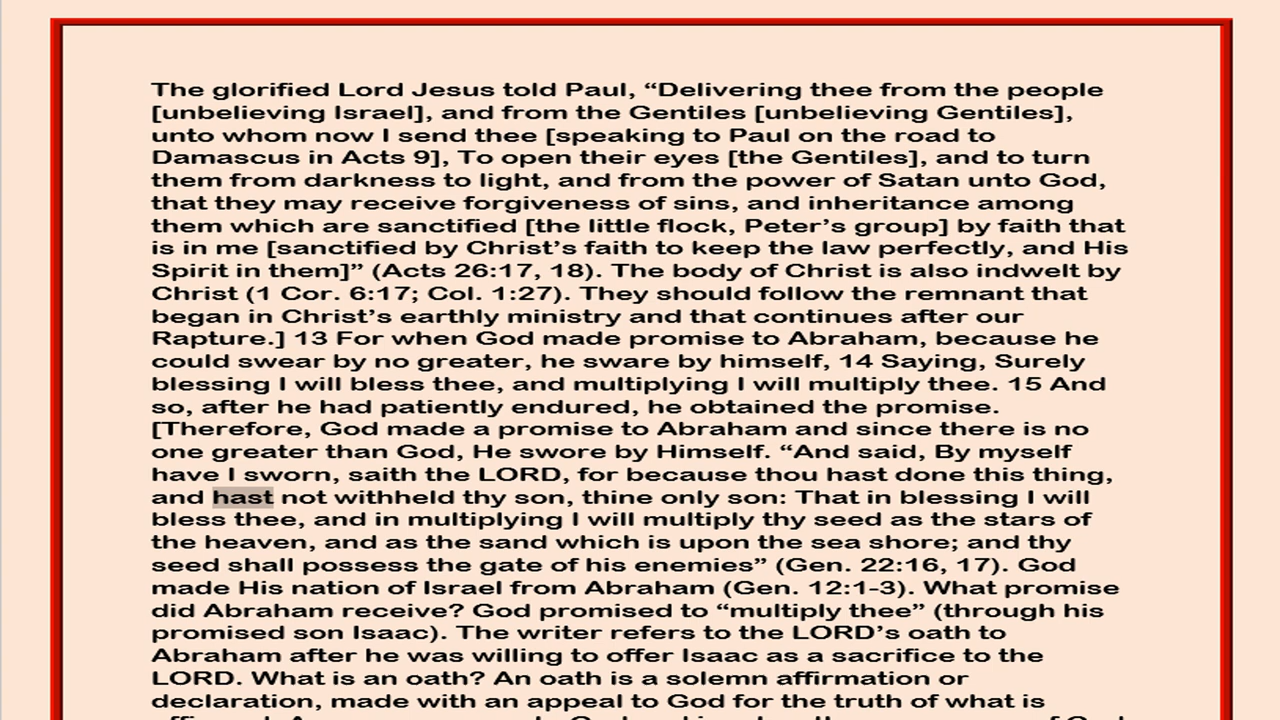 The glorified Lord Jesus told Paul, “Delivering thee from the people
[unbelieving Israel], and from the Gentiles [unbelieving Gentiles],
unto whom now I send thee [speaking to Paul on the road to
Damascus in Acts 9], To open their eyes [the Gentiles], and to turn
them from darkness to light, and from the power of Satan unto God,
that they may receive forgiveness of sins, and inheritance among
them which are sanctified [the little flock, Peter’s group] by faith that
is in me [sanctified by Christ’s faith to keep the law perfectly, and His
Spirit in them]” (Acts 26:17, 18). The body of Christ is also indwelt by
Christ (1 Cor. 6:17; Col. 1:27). They should follow the remnant that
began in Christ’s earthly ministry and that continues after our
Rapture.] 13 For when God made promise to Abraham, because he
could swear by no greater, he sware by himself, 14 Saying, Surely
blessing I will bless thee, and multiplying I will multiply thee. 15 And
so, after he had patiently endured, he obtained the promise.
[Therefore, God made a promise to Abraham and since there is no
one greater than God, He swore by Himself. “And said, By myself
have I sworn, saith the LORD, for because thou hast done this thing,
and hast not withheld thy son, thine only son: That in blessing I will
bless thee, and in multiplying I will multiply thy seed as the stars of
the heaven, and as the sand which is upon the sea shore; and thy
seed shall possess the gate of his enemies” (Gen. 22:16, 17). God
made His nation of Israel from Abraham (Gen. 12:1-3). What promise
did Abraham receive? God promised to “multiply thee” (through his
promised son Isaac). The writer refers to the LORD’s oath to
Abraham after he was willing to offer Isaac as a sacrifice to the
LORD. What is an oath? An oath is a solemn affirmation or
declaration, made with an appeal to God for the truth of what is